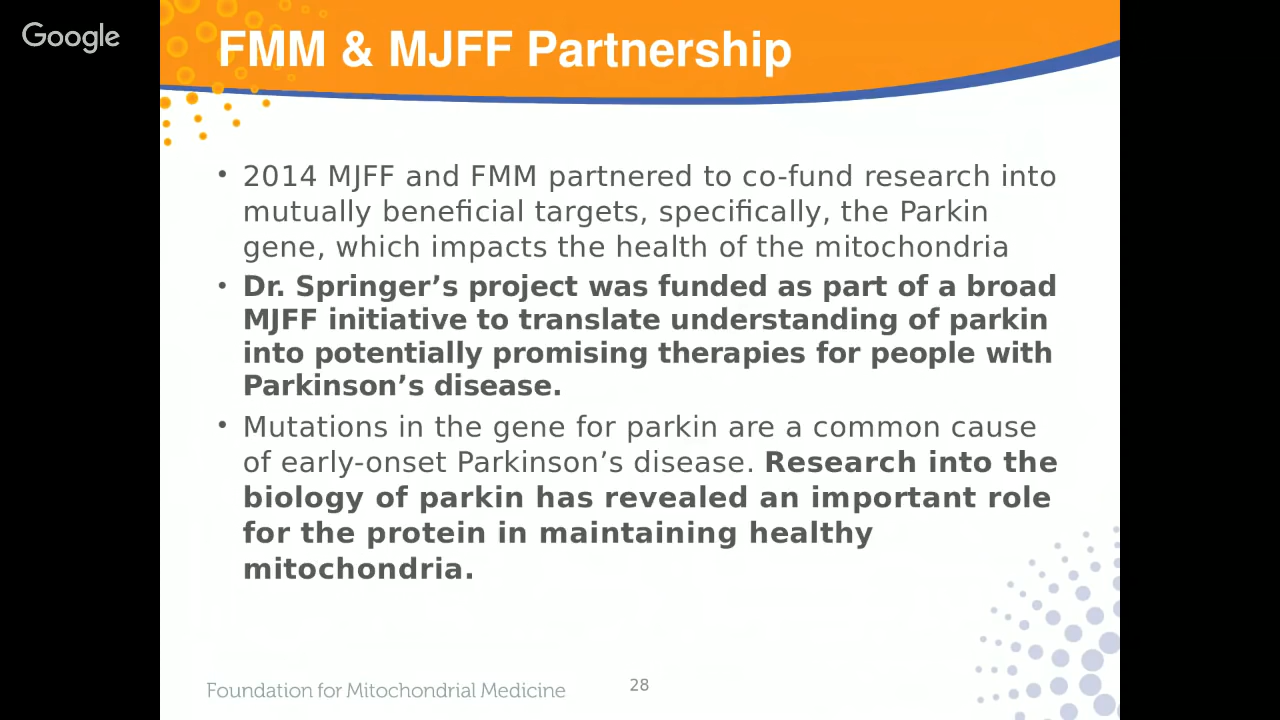 Google
FMM & MJFF Partnership
• 2014 MJFF and FMM partnered to co-fund research into
mutually beneficial targets, specifically, the Parkin
gene, which impacts the health of the mitochondria
• Dr. Springer’s project was funded as part of a broad
MJFF initiative to translate understanding of parkin
into potentially promising therapies for people with
Parkinson’s disease.
• Mutations in the gene for parkin are a common cause
of early-onset Parkinson’s disease. Research into the
biology of parkin has revealed an important role
for the protein in maintaining healthy
mitochondria.
Foundation for Mitochondrial Medicine
28